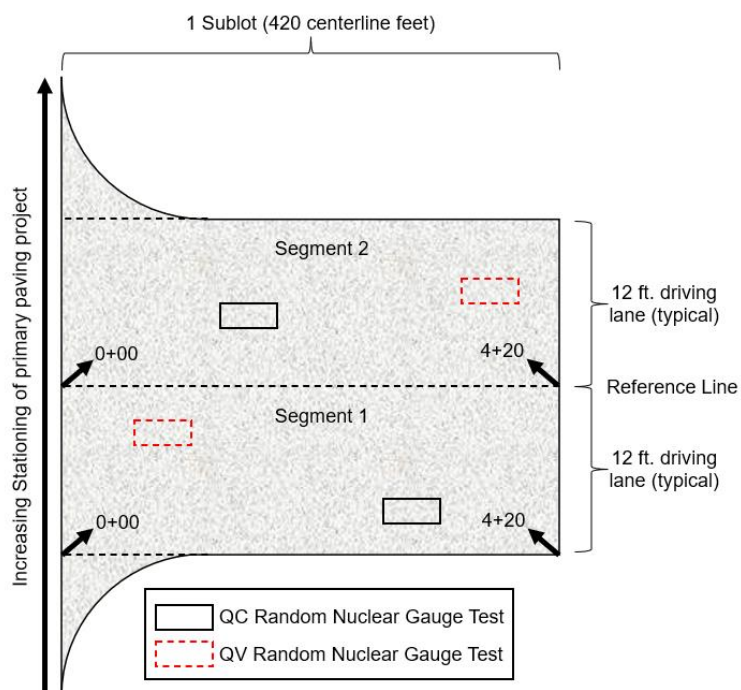 1 Sublot (420 centerline feet)
Increasing Stationing of primary paving project
Segment 2
12 ft. driving
lane (typical)
0+00
4+20
Reference Line
Segment 1
12 ft. driving
lane (typical)
0+00
4+20
QC Random Nuclear Gauge Test
QV Random Nuclear Gauge Test